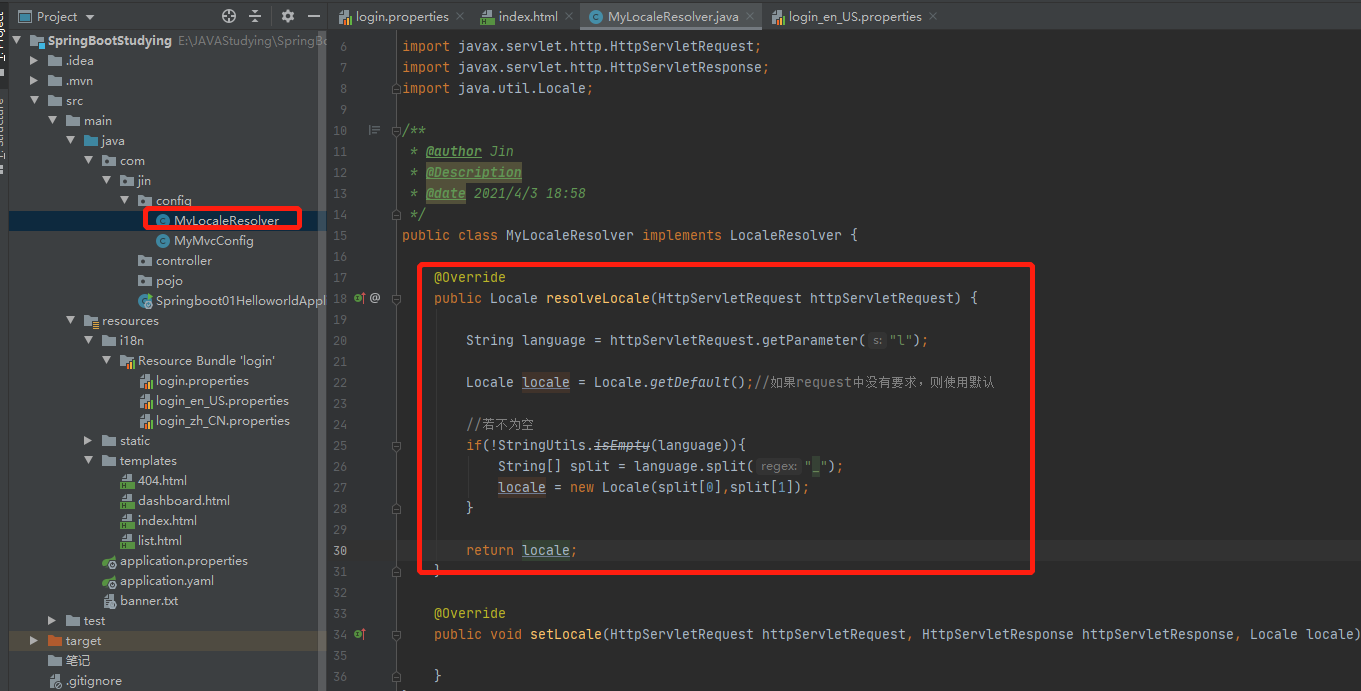 Project
login.properties
index.html
MyLocaleResolver.java
login_en_US.properties
SpringBootStudying E:\JAVAStudying\SpringBo
.idea
.mvn
src
main
java
com
jin
config
MyLocaleResolver
MyMvcConfig
controller
pojo
Springboot01HelloworldAppl
resources
i18n
Resource Bundle 'login'
login.properties
login_en_US.properties
login_zh_CN.properties
static
templates
404.html
dashboard.html
index.html
list.html
application.properties
application.yaml
banner.txt
test
target
笔记
.gitignore
6 import javax.servlet.http.HttpServletRequest;
7 import javax.servlet.http.HttpServletResponse;
8 import java.util.Locale;
9
10 /**
11 * @author Jin
12 * @Description
13 * @date 2021/4/3 18:58
14 */
15 public class MyLocaleResolver implements LocaleResolver {
16
17 @Override
18 @ public Locale resolveLocale(HttpServletRequest httpServletRequest) {
19
20 String language = httpServletRequest.getParameter( s: "l");
21
22 Locale locale = Locale.getDefault();//如果request中没有要求，则使用默认
23
24 //若不为空
25 if(!StringUtils.isEmpty(language)){
26 String[] split = language.split( regex: "_");
27 locale = new Locale(split[0],split[1]);
28 }
29
30 return locale;
31 }
32
33 @Override
34 public void setLocale(HttpServletRequest httpServletRequest, HttpServletResponse httpServletResponse, Locale locale)
35
36 }